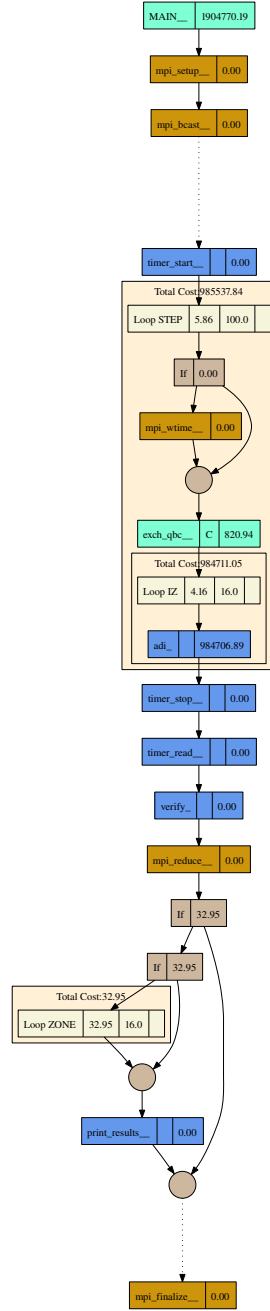 MAIN__ 1904770.19
mpi_setup__ 0.00
mpi_bcast__ 0.00
timer_start__ 0.00
Total Cost:985537.84
Loop STEP 5.86 100.0
If 0.00
mpi_wtime__ 0.00
exch_qbc__ C 820.94
Total Cost:984711.05
Loop IZ 4.16 16.0
adi_ 984706.89
timer_stop__ 0.00
timer_read__ 0.00
verify_ 0.00
mpi_reduce__ 0.00
If 32.95
If 32.95
Total Cost:32.95
Loop ZONE 32.95 16.0
print_results__ 0.00
mpi_finalize__ 0.00